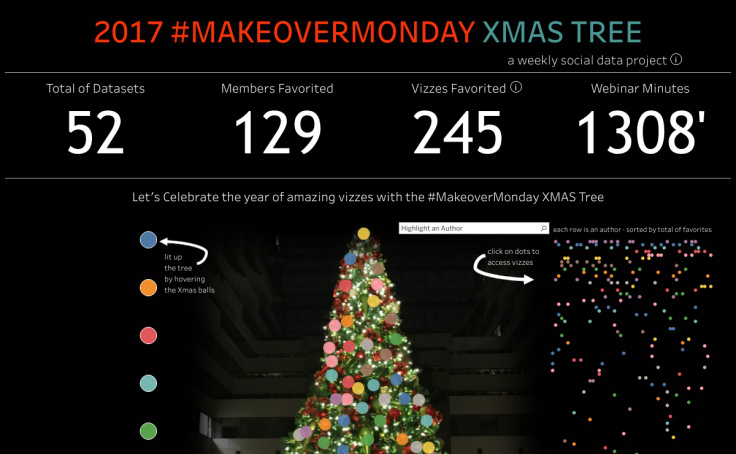 2017 #MAKEOVERMONDAY XMAS TREE
a weekly social data project ⓘ
Total of Datasets
Members Favorited
Vizzes Favorited ⓘ
Webinar Minutes
52
129
245
1308'
Let's Celebrate the year of amazing vizzes with the #MakeoverMonday XMAS Tree
Highlight an Author
each row is an author - sorted by total of favorites
lit up
the tree
by hovering
the Xmas balls
click on dots to
access vizzes